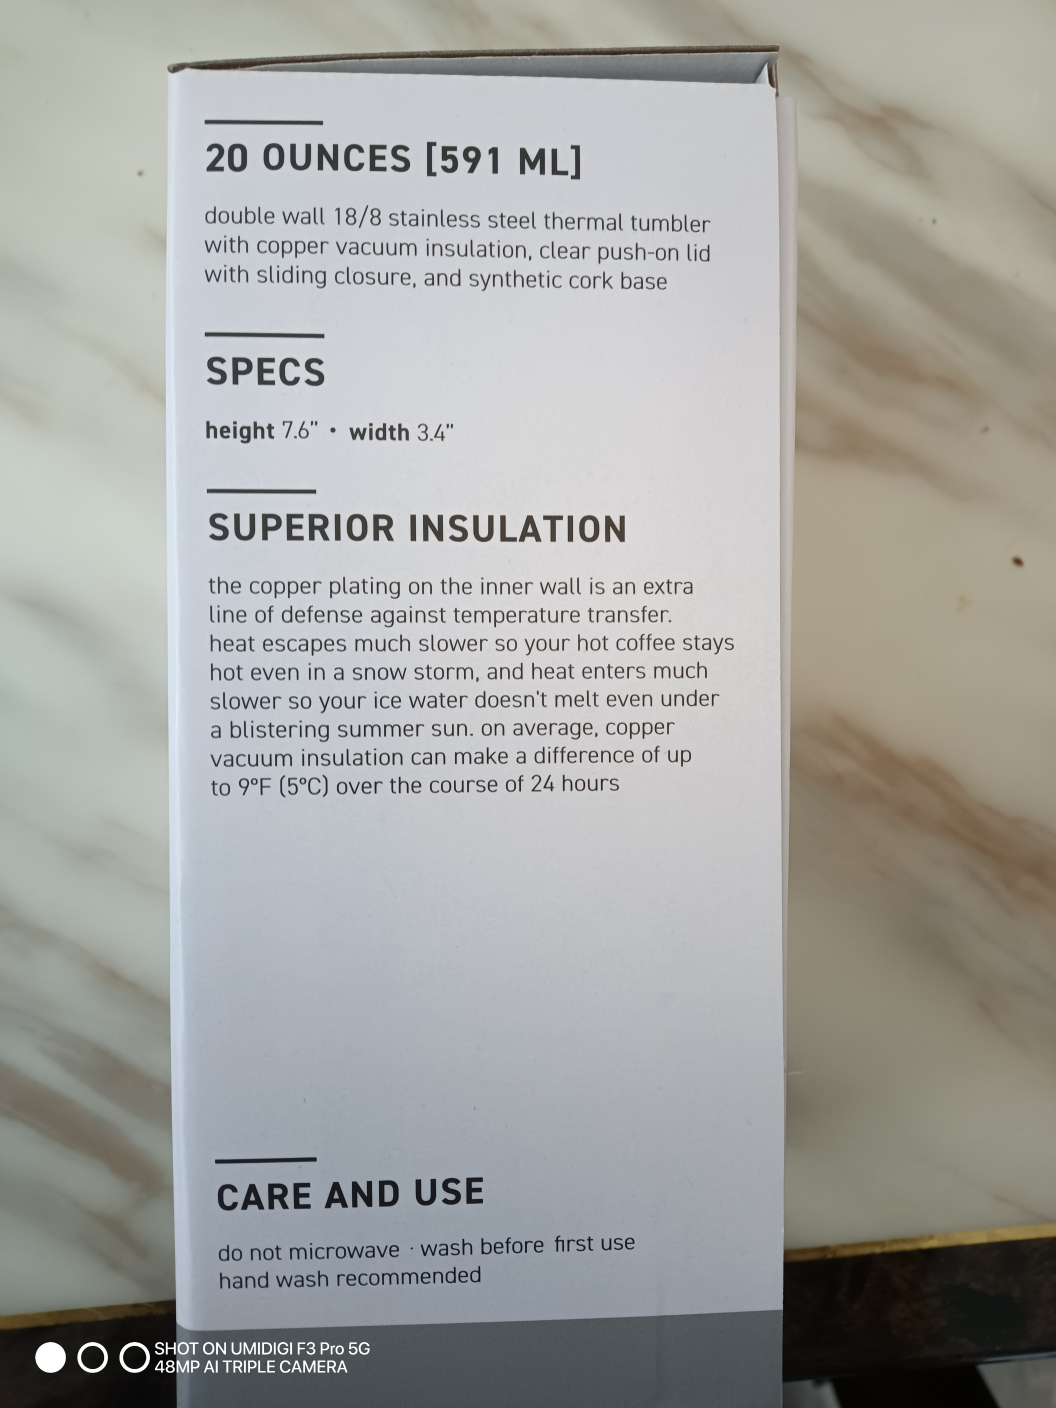 20 OUNCES [591 ML]
double wall 18/8 stainless steel thermal tumbler
with copper vacuum insulation, clear push-on lid
with sliding closure, and synthetic cork base
SPECS
height 7.6" • width 3.4"
SUPERIOR INSULATION
the copper plating on the inner wall is an extra
line of defense against temperature transfer.
heat escapes much slower so your hot coffee stays
hot even in a snow storm, and heat enters much
slower so your ice water doesn't melt even under
a blistering summer sun. on average, copper
vacuum insulation can make a difference of up
to 9°F (5°C) over the course of 24 hours
CARE AND USE
do not microwave · wash before first use
hand wash recommended
SHOT ON UMIDIGI F3 Pro 5G
48MP AI TRIPLE CAMERA